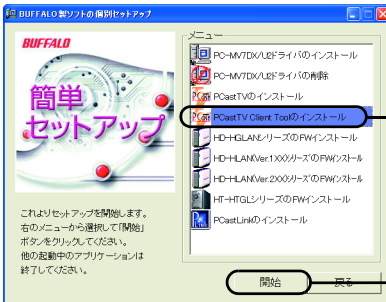 BUFFALO 製ソフトの個別セットアップ
BUFFALO
簡単
セットアップ
これよりセットアップを開始します。
右のメニューから選択して「開始」
ボタンをクリックしてください。
他の起動中のアプリケーションは
終了してください。
メニュー
PC-MV7DX/U2ドライバのインストール
PC-MV7DX/U2ドライバの削除
PCastTVのインストール
PCastTV Client Toolのインストール
HD-HGLANシリーズのFWインストール
HD-HLAN(Ver.1XX)シリーズのFWインストール
HD-HLAN(Ver.2XX)シリーズのFWインストール
HT-HTGLシリーズのFWインストール
PCastLinkのインストール
開始
戻る